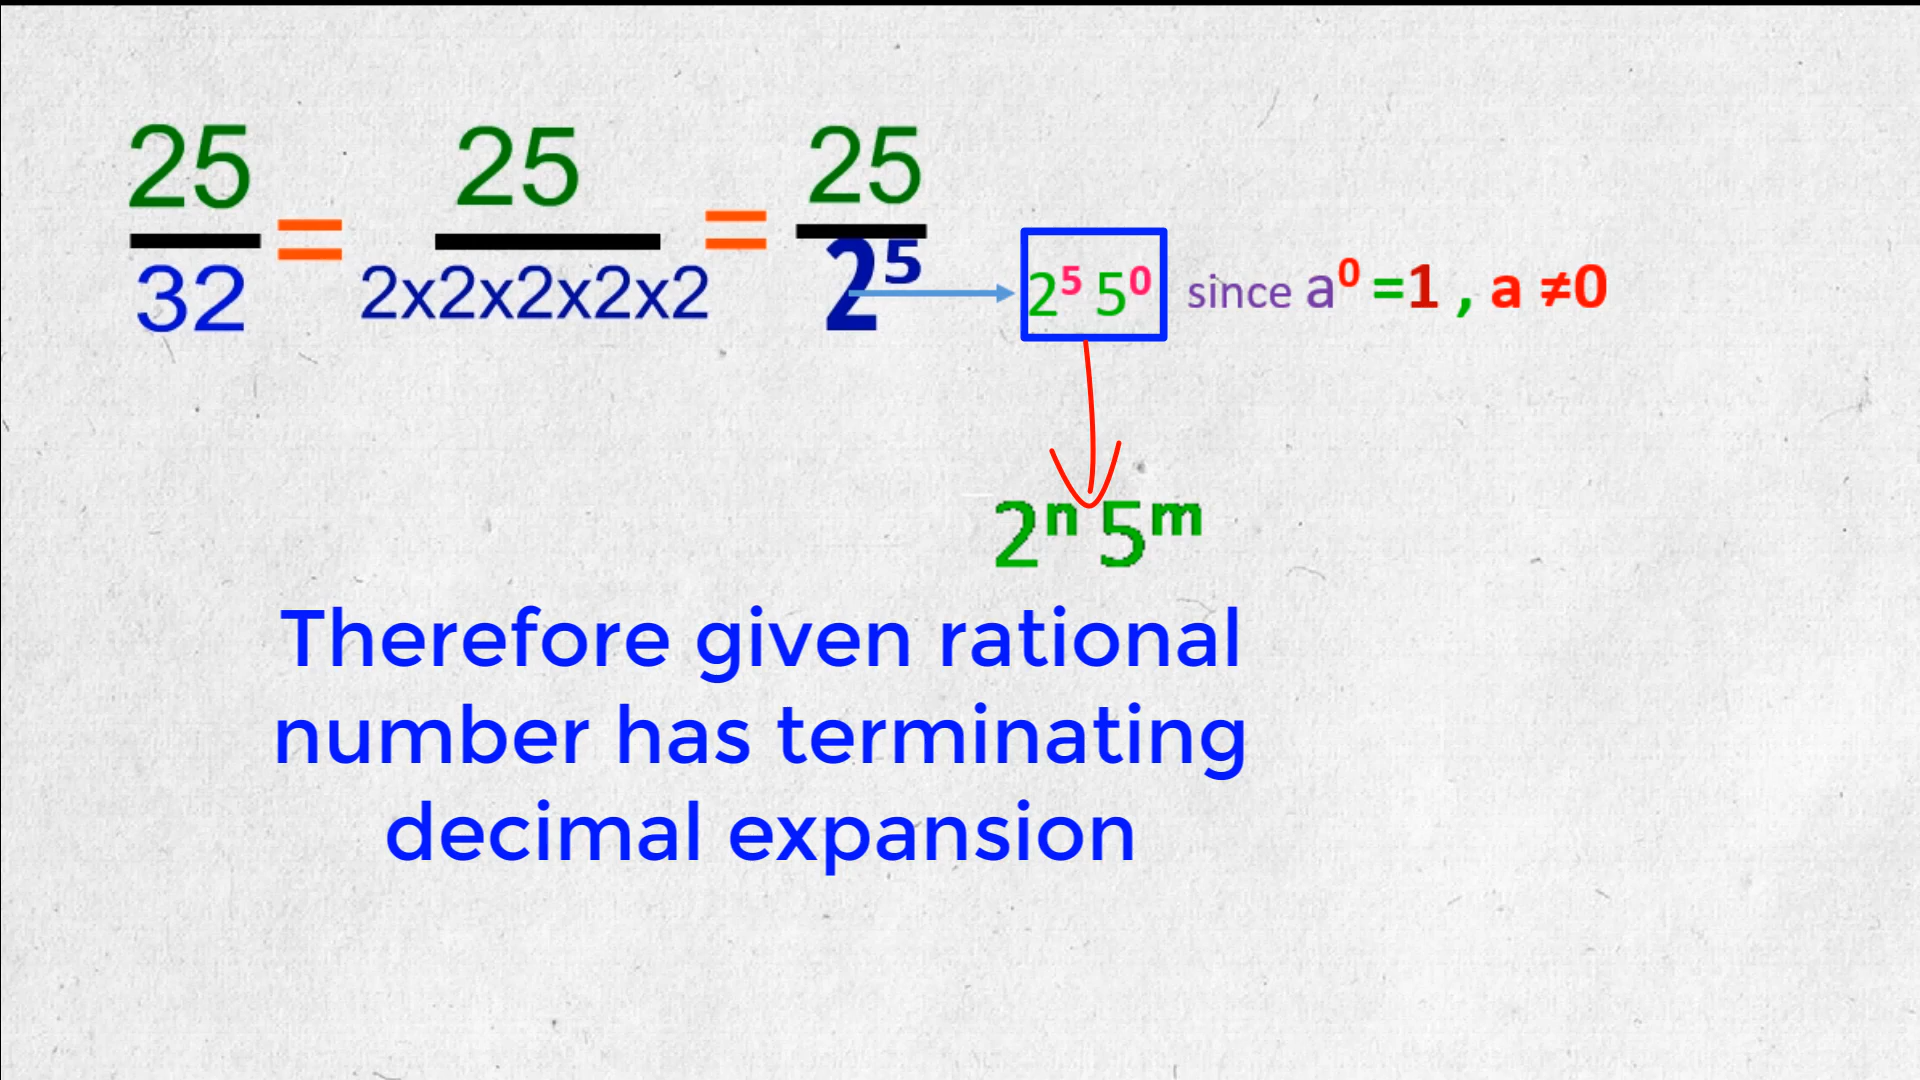 25/32 = 25/2x2x2x2x2 = 25/2⁵ 2⁵ 5⁰ since a⁰ =1 , a ≠0
2ⁿ 5ᵐ
Therefore given rational
number has terminating
decimal expansion